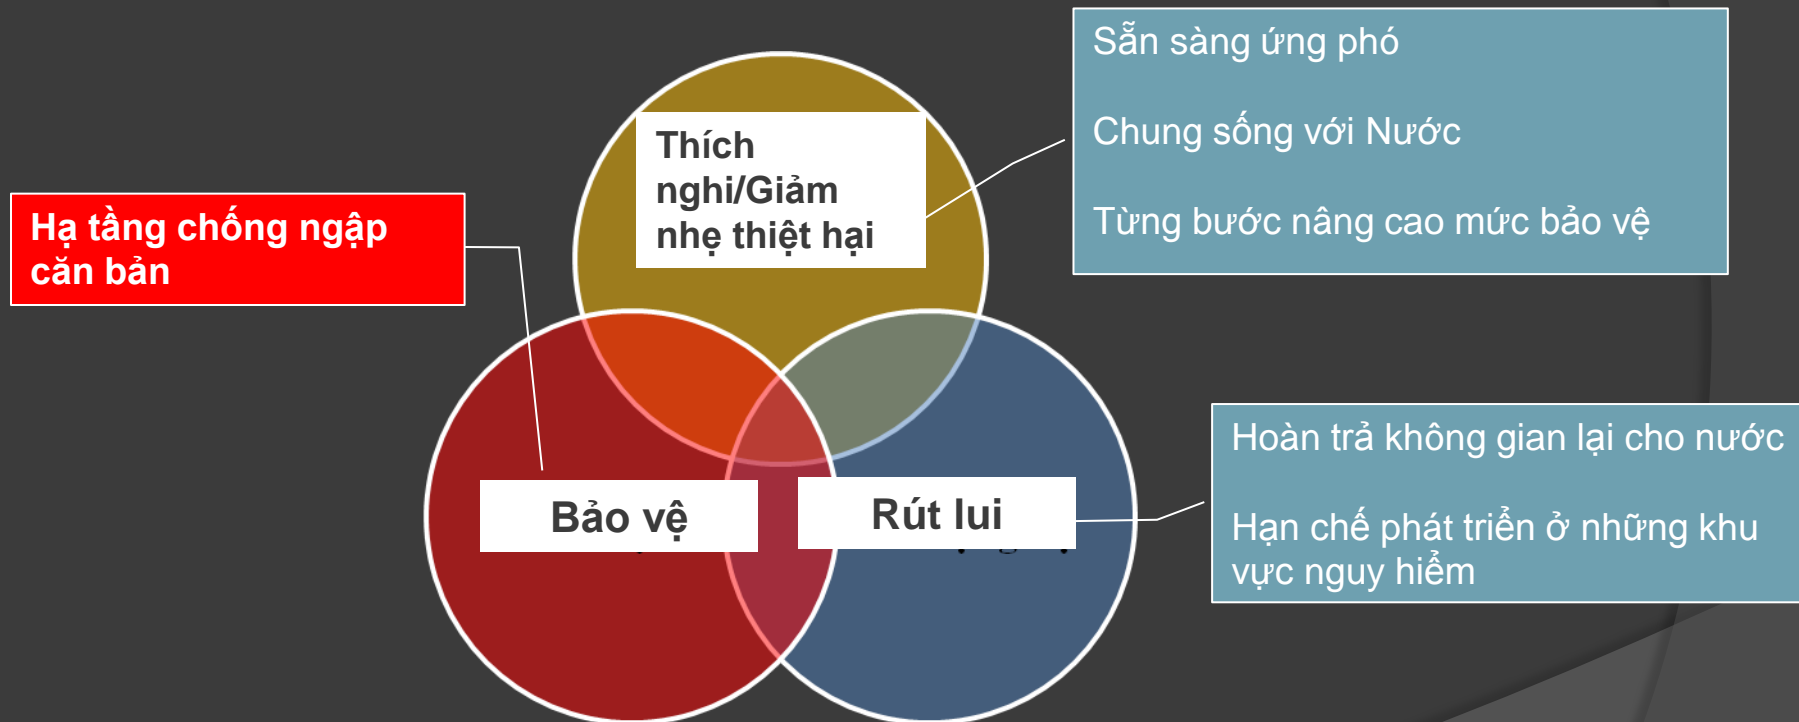 Sẵn sàng ứng phó
Chung sống với Nước
Từng bước nâng cao mức bảo vệ
Thích
nghi/Giảm
nhẹ thiệt hại
Hạ tầng chống ngập
căn bản
Bảo vệ
Rút lui
Hoàn trả không gian lại cho nước
Hạn chế phát triển ở những khu
vực nguy hiểm